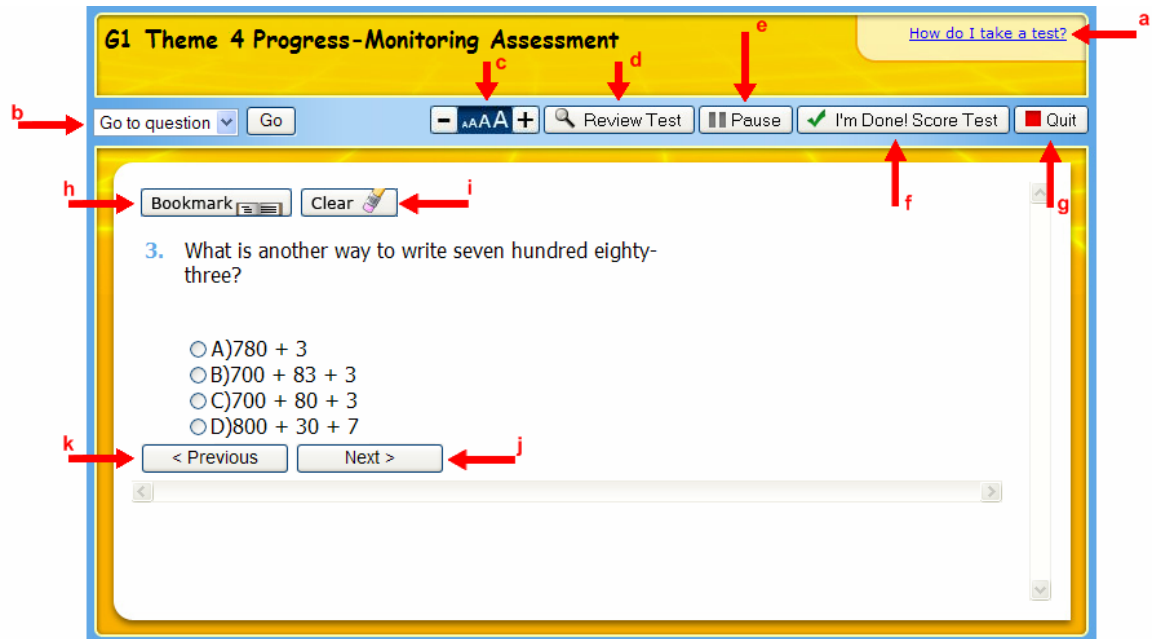 a
G1 Theme 4 Progress-Monitoring Assessment
How do I take a test?
e
c
d
b
Go to question
Go
- AAAA +
Review Test
Pause
I'm Done! Score Test
Quit
h
i
f
g
Bookmark
Clear
3. What is another way to write seven hundred eighty-
three?
A)780 + 3
B)700 + 83 + 3
C)700 + 80 + 3
D)800 + 30 + 7
k
j
< Previous
Next >